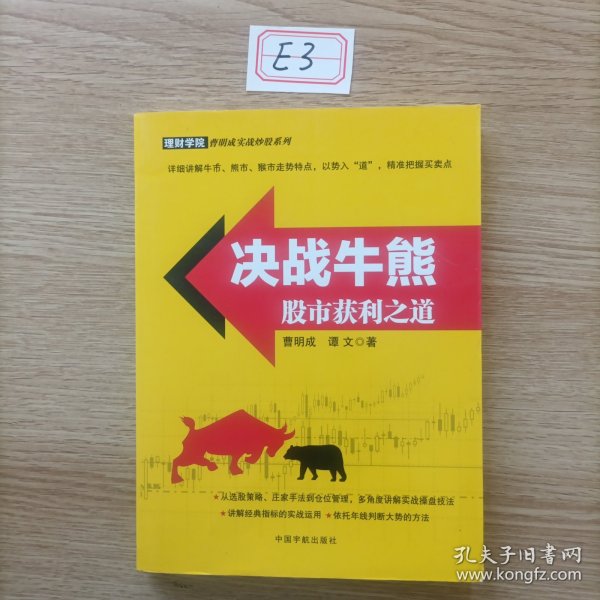 E3
理财学院 曹明成实战炒股系列
详细讲解牛市、熊市、猴市走势特点,以势入“道”,精准把握买卖点
决战牛熊
股市获利之道
曹明成 谭文◎著
★从选股策略、庄家手法到仓位管理,多角度讲解实战操盘技法
★讲解经典指标的实战运用 ★依托年线判断大势的方法
中国宇航出版社
孔夫子旧书网
www.kongfz.com